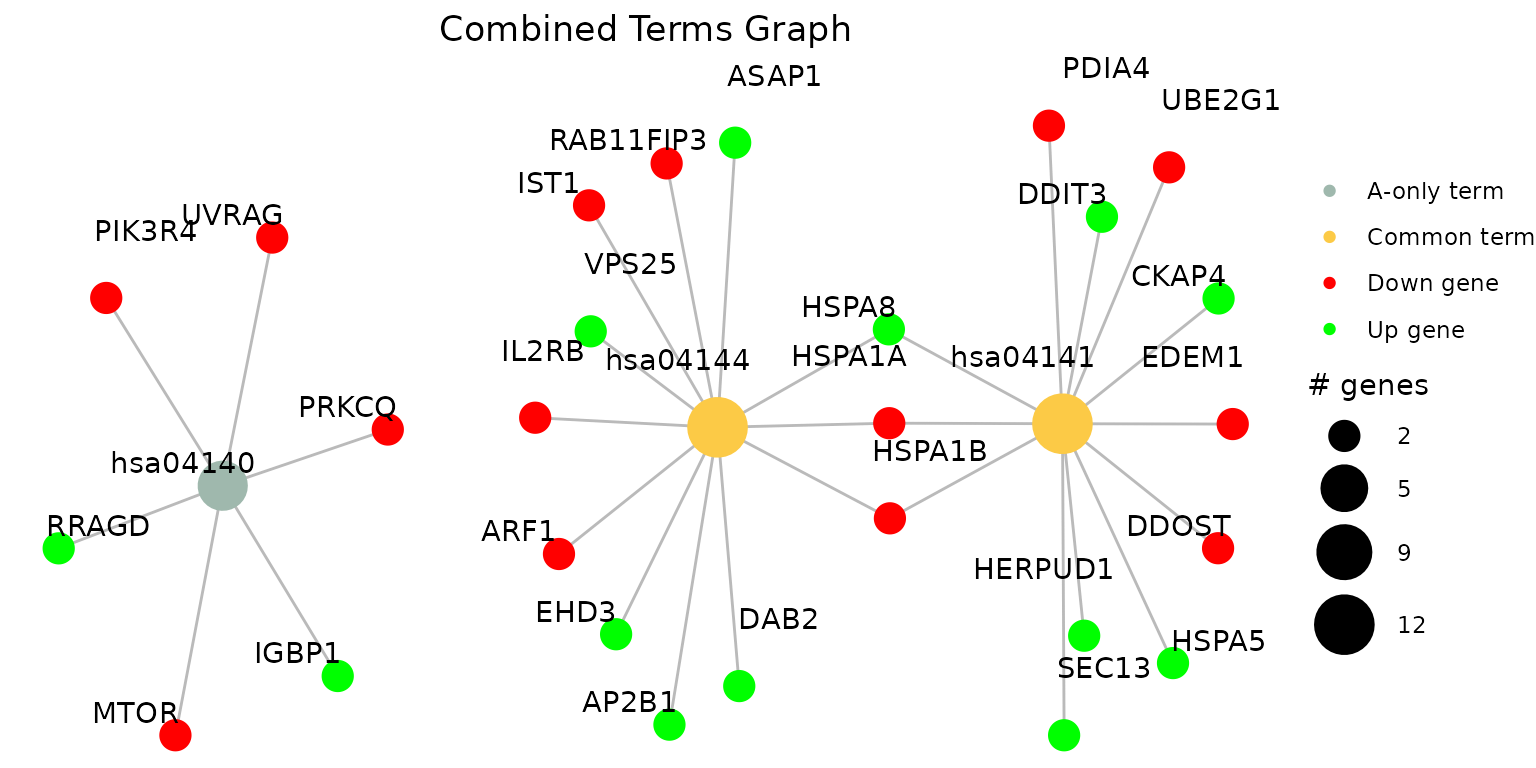 Combined Terms Graph
ASAP1
PDIA4
UBE2G1
RAB11FIP3
IST1
DDIT3
PIK3R4
UVRAG
VPS25
CKAP4
HSPA8
IL2RB
hsa04144
HSPA1A
hsa04141
EDEM1
PRKCQ
hsa04140
HSPA1B
RRAGD
ARF1
DDOST
HERPUD1
EHD3
DAB2
IGBP1
HSPA5
SEC13
MTOR
AP2B1
A-only term
Common term
Down gene
Up gene
# genes
2
5
9
12